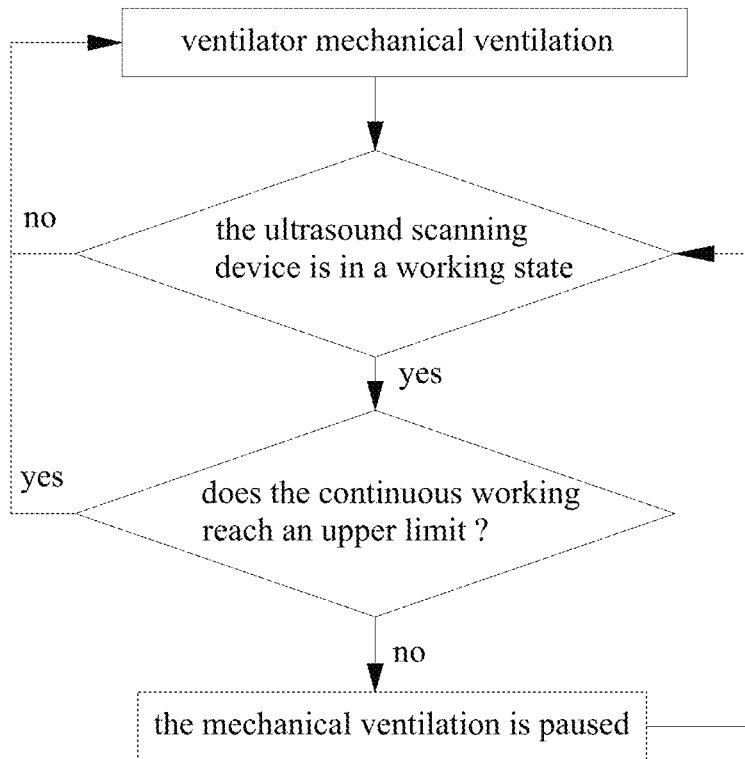 ventilator mechanical ventilation
no
the ultrasound scanning
device is in a working state
yes
yes
does the continuous working
reach an upper limit ?
no
the mechanical ventilation is paused